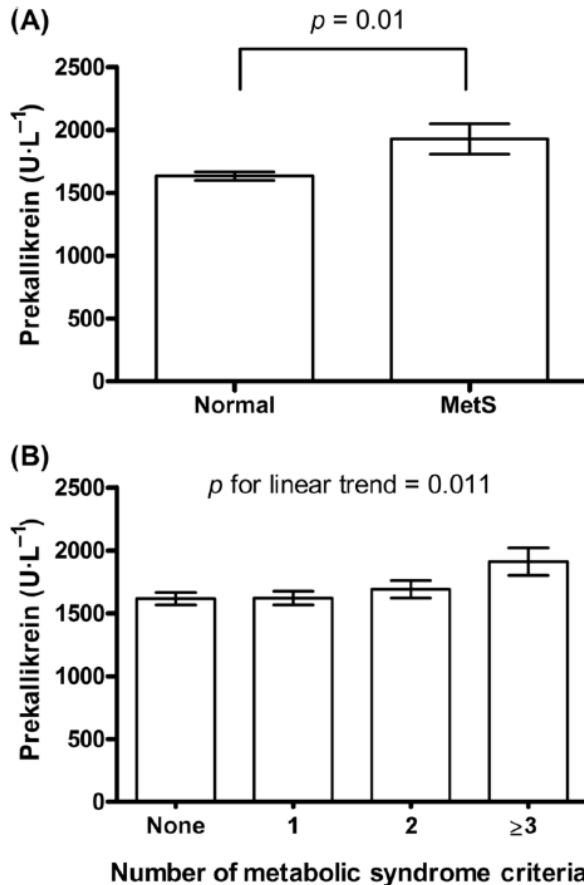 (A)
p = 0.01
2500
2000
1500
1000
500
0
Prekallikrein (U·L⁻¹)
Normal MetS
(B)
p for linear trend = 0.011
2500
2000
1500
1000
500
0
Prekallikrein (U·L⁻¹)
None 1 2 ≥3
Number of metabolic syndrome criteria